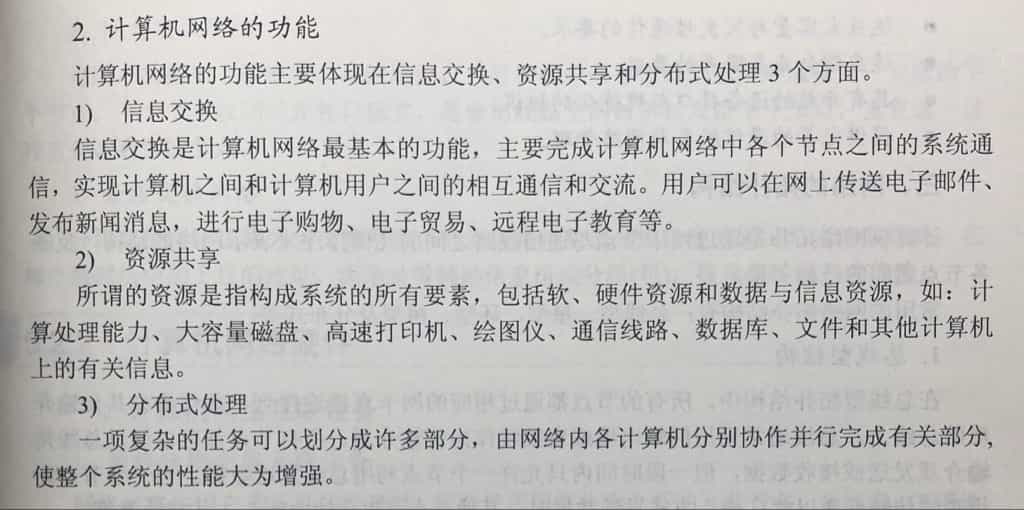 2. 计算机网络的功能
计算机网络的功能主要体现在信息交换、资源共享和分布式处理 3 个方面。
1) 信息交换
信息交换是计算机网络最基本的功能，主要完成计算机网络中各个节点之间的系统通
信，实现计算机之间和计算机用户之间的相互通信和交流。用户可以在网上传送电子邮件、
发布新闻消息，进行电子购物、电子贸易、远程电子教育等。
2) 资源共享
所谓的资源是指构成系统的所有要素，包括软、硬件资源和数据与信息资源，如：计
算处理能力、大容量磁盘、高速打印机、绘图仪、通信线路、数据库、文件和其他计算机
上的有关信息。
3) 分布式处理
一项复杂的任务可以划分成许多部分，由网络内各计算机分别协作并行完成有关部分，
使整个系统的性能大为增强。